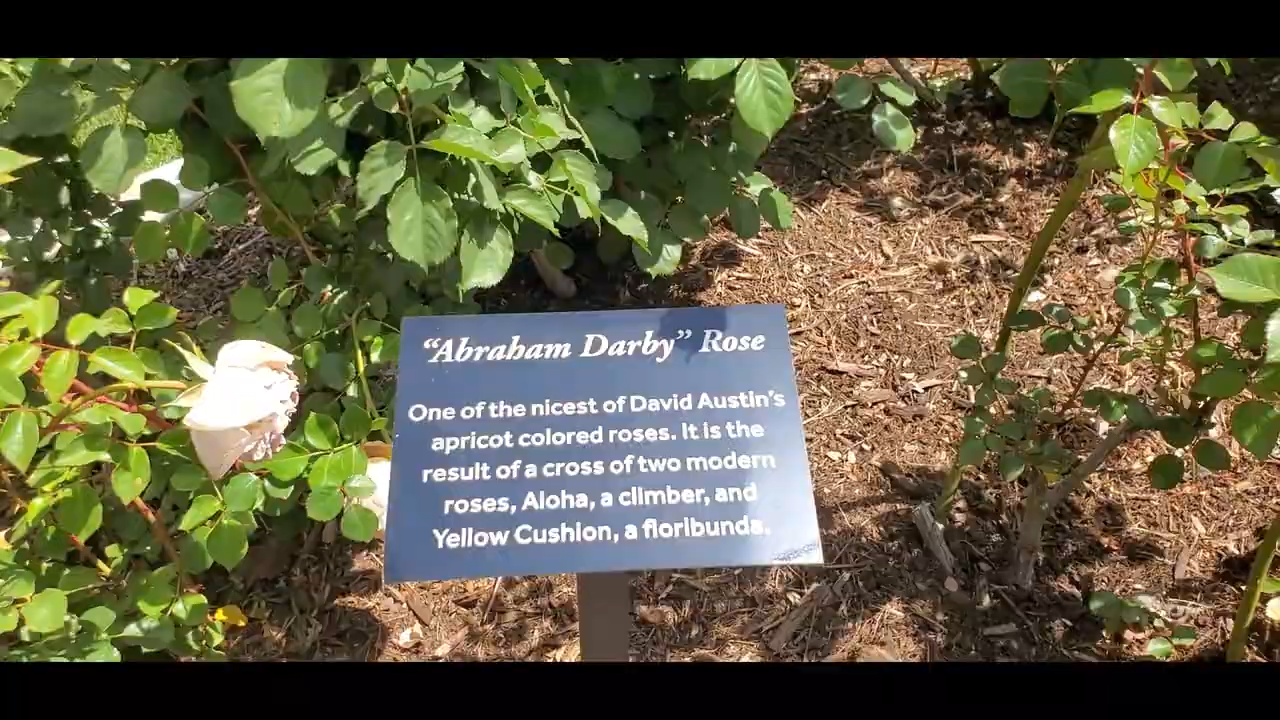 “Abraham Darby” Rose
One of the nicest of David Austin's
apricot colored roses. It is the
result of a cross of two modern
roses, Aloha, a climber, and
Yellow Cushion, a floribunda.